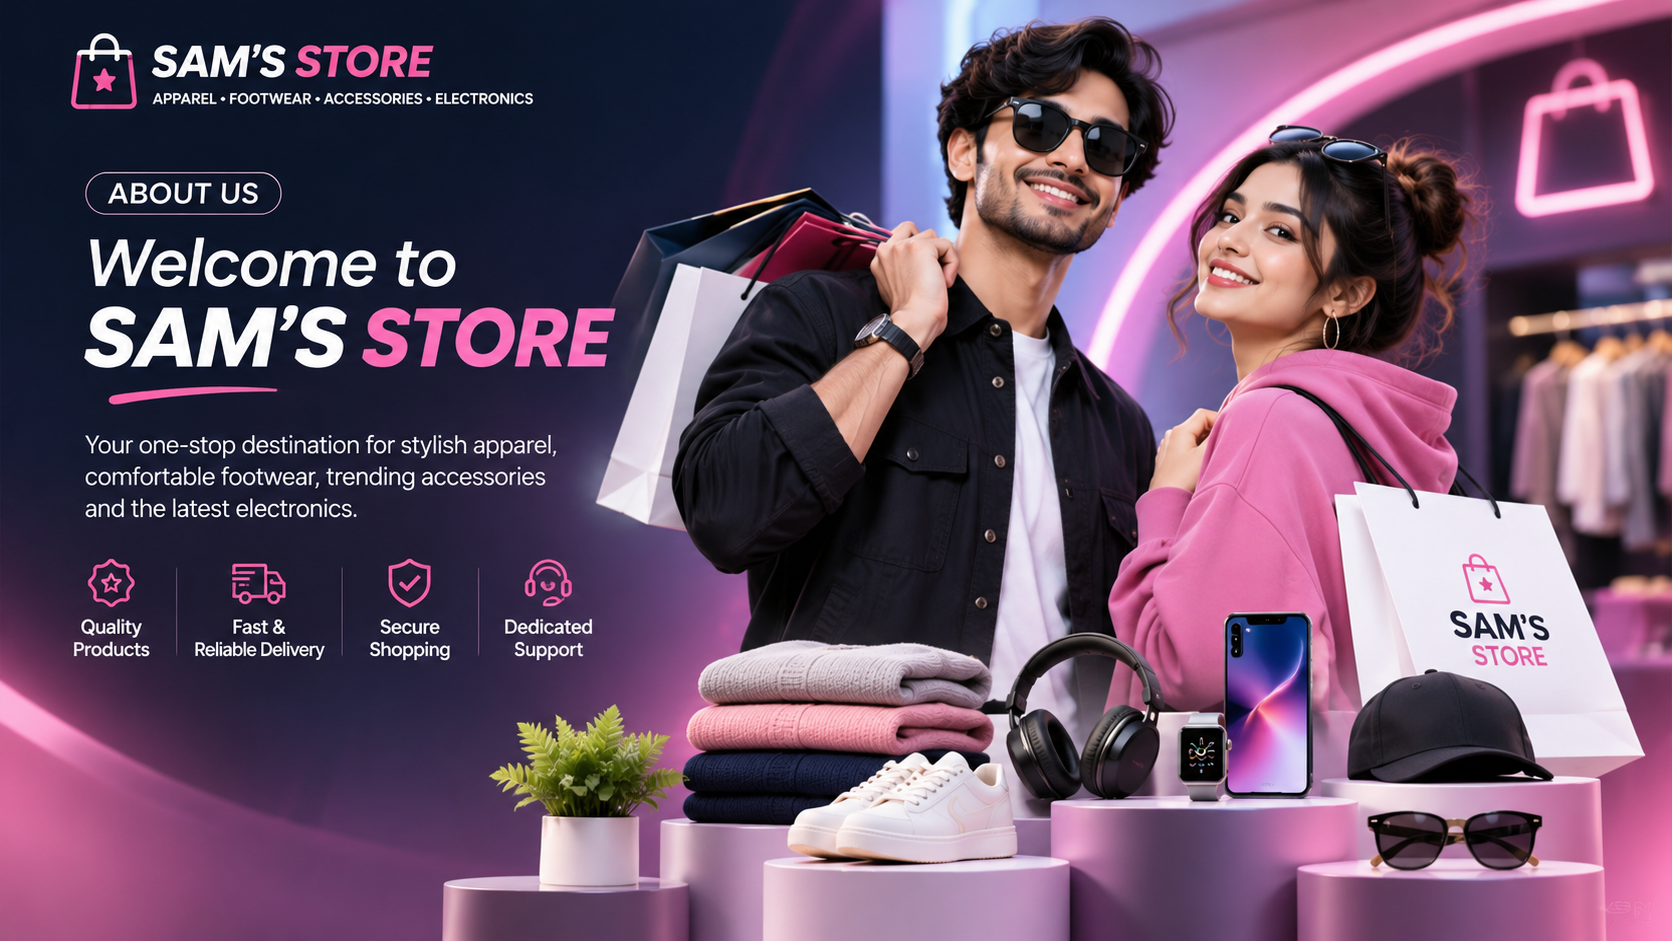 SAM'S STORE
APPAREL • FOOTWEAR • ACCESSORIES • ELECTRONICS
ABOUT US
Welcome to
SAM'S STORE
Your one-stop destination for stylish apparel,
comfortable footwear, trending accessories
and the latest electronics.
Quality
Products
Fast &
Reliable Delivery
Secure
Shopping
Dedicated
Support
SAM'S
STORE